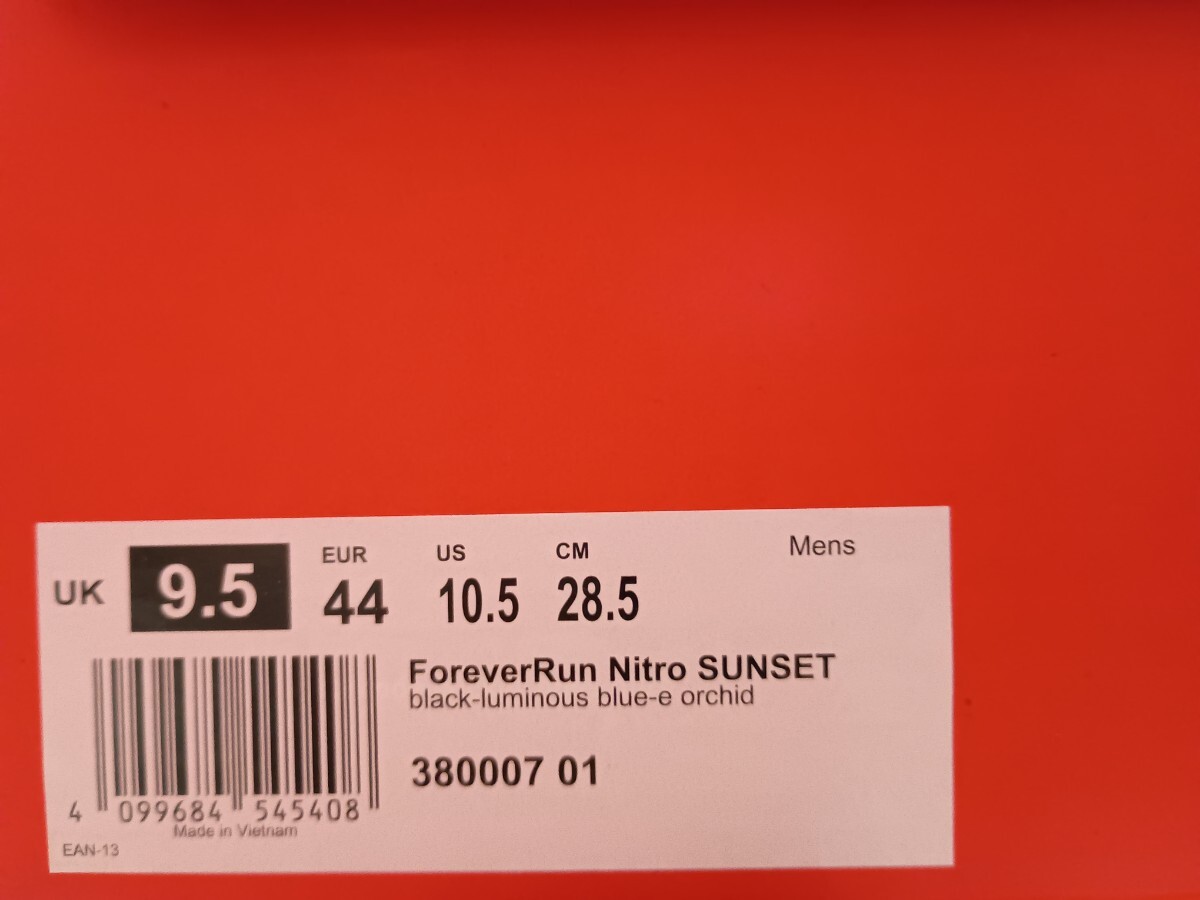 UK 9.5
EUR 44
US 10.5
CM 28.5
Mens
ForeverRun Nitro SUNSET
black-luminous blue-e orchid
380007 01
4 099684 545408
Made in Vietnam
EAN-13